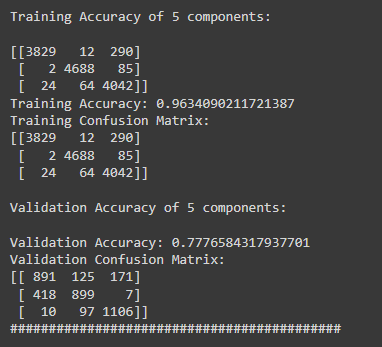 Training Accuracy of 5 components:
[[3829   12  290]
 [   2 4688   85]
 [  24   64 4042]]
Training Accuracy: 0.9634090211721387
Training Confusion Matrix:
[[3829   12  290]
 [   2 4688   85]
 [  24   64 4042]]
Validation Accuracy of 5 components:
Validation Accuracy: 0.7776584317937701
Validation Confusion Matrix:
[[ 891  125  171]
 [ 418  899    7]
 [  10   97 1106]]
###########################################